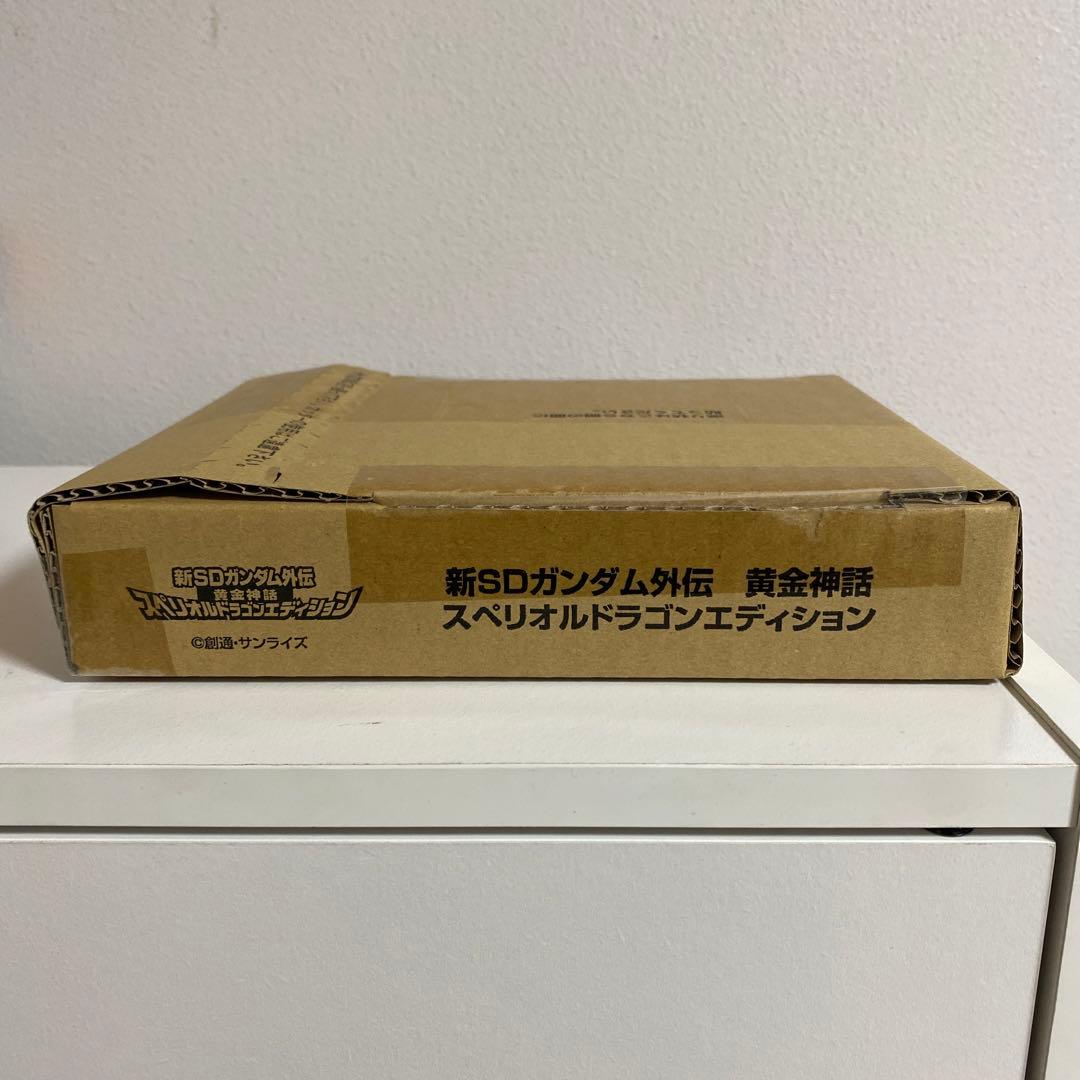 新SDガンダム外伝
黄金神話
スペリオルドラゴンエディション
©創通・サンライズ
新SDガンダム外伝 黄金神話
スペリオルドラゴンエディション